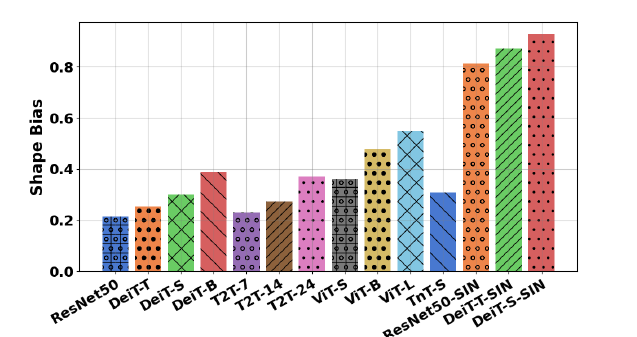 Shape Bias
0.8
0.6
0.4
0.2
0.0
ResNet50
DeiT-T
DeiT-S
DeiT-B
T2T-7
T2T-14
T2T-24
ViT-S
ViT-B
ViT-L
TnT-S
ResNet50-SIN
DeiT-T-SIN
DeiT-S-SIN